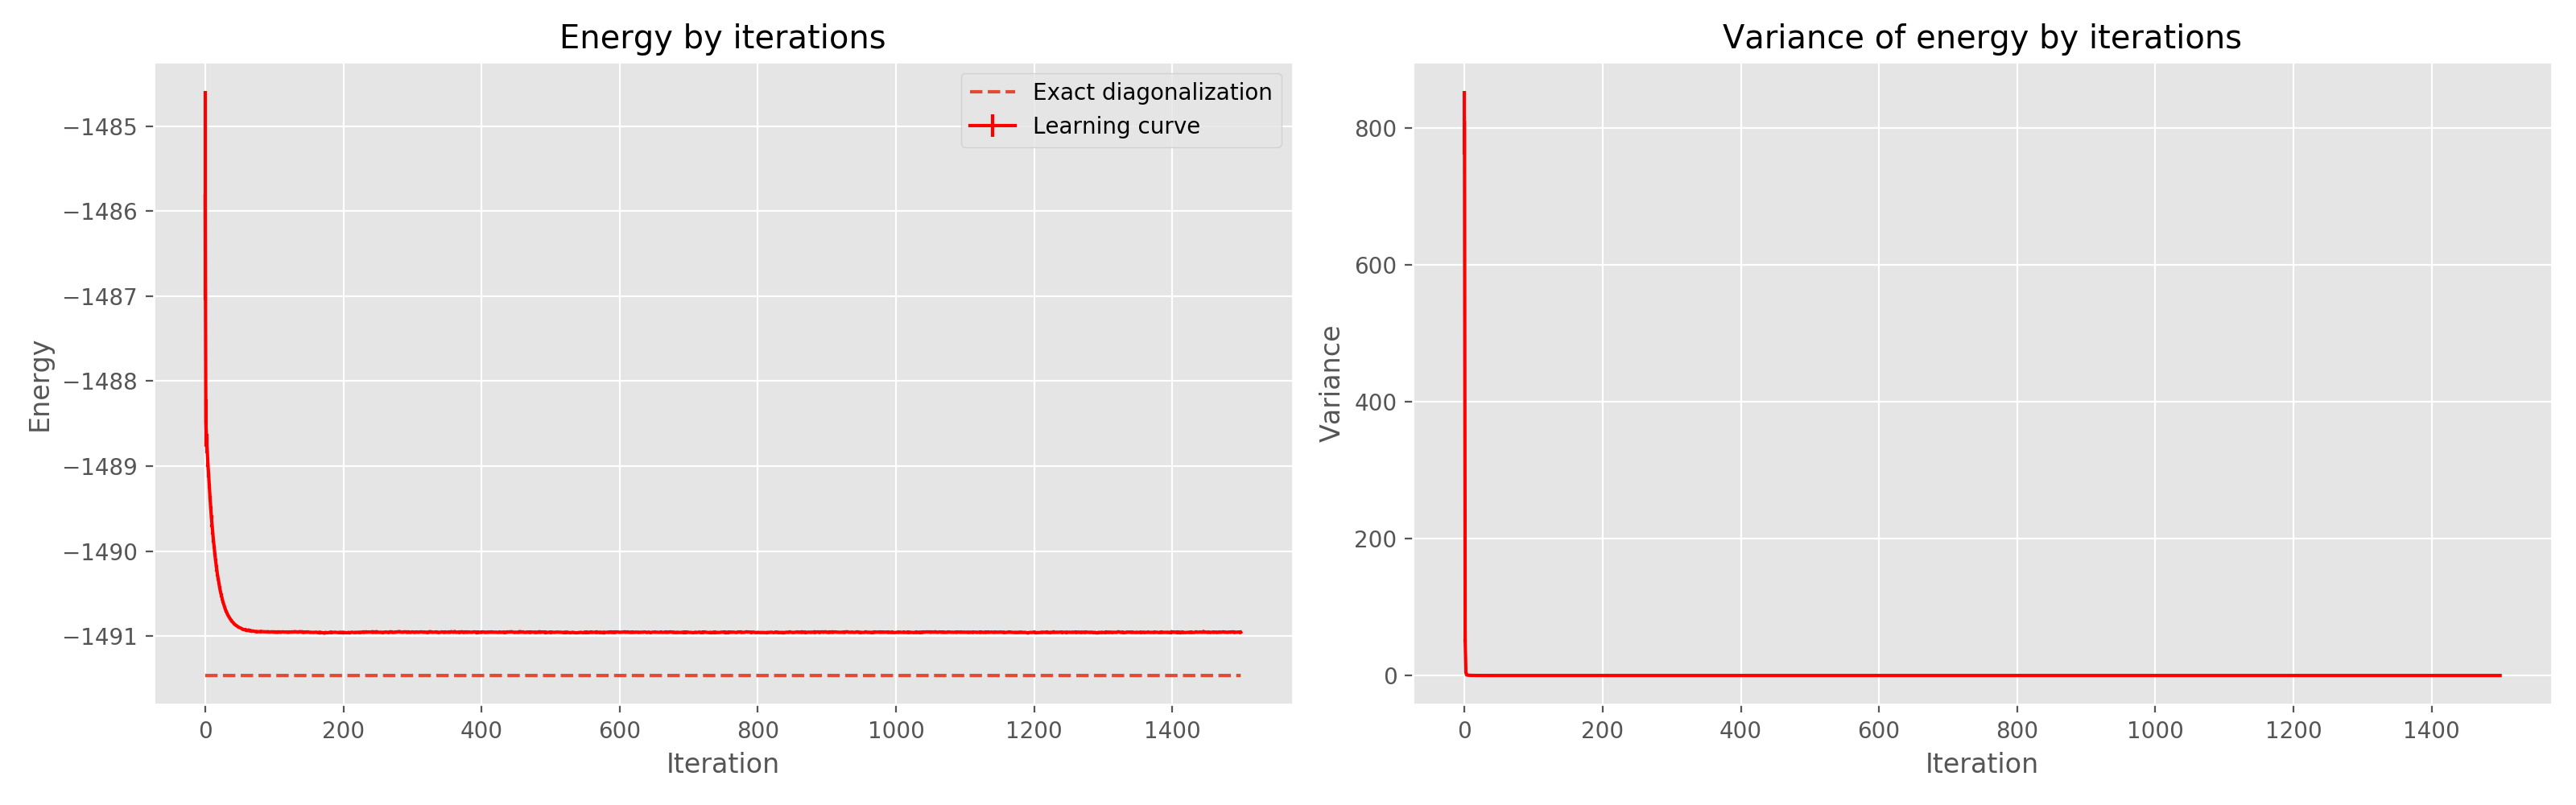 Energy by iterations
Exact diagonalization
Learning curve
−1485
−1486
−1487
−1488
−1489
−1490
−1491
Energy
0 200 400 600 800 1000 1200 1400
Iteration
Variance of energy by iterations
800
600
400
200
0
Variance
0 200 400 600 800 1000 1200 1400
Iteration